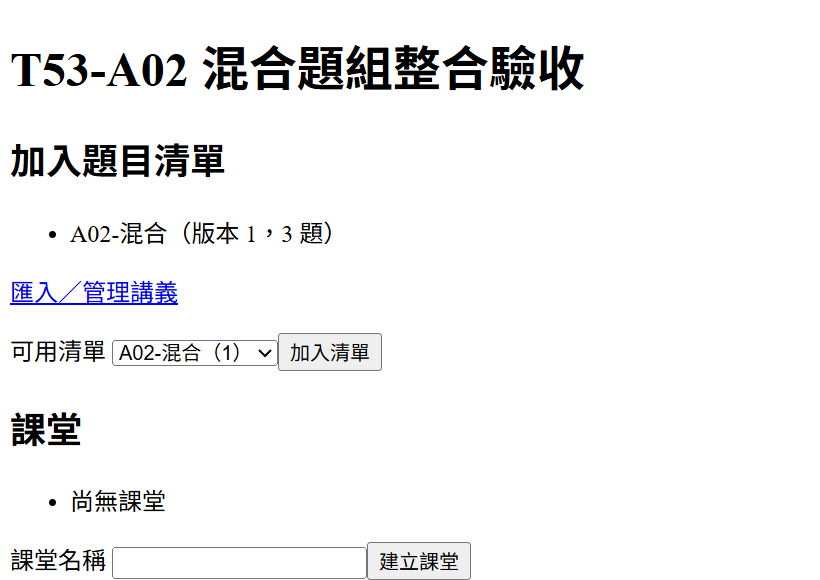 T53-A02 混合題組整合驗收
加入題目清單
• A02-混合（版本 1，3 題）
匯入／管理講義
可用清單 A02-混合（1） 加入清單
課堂
• 尚無課堂
課堂名稱 建立課堂